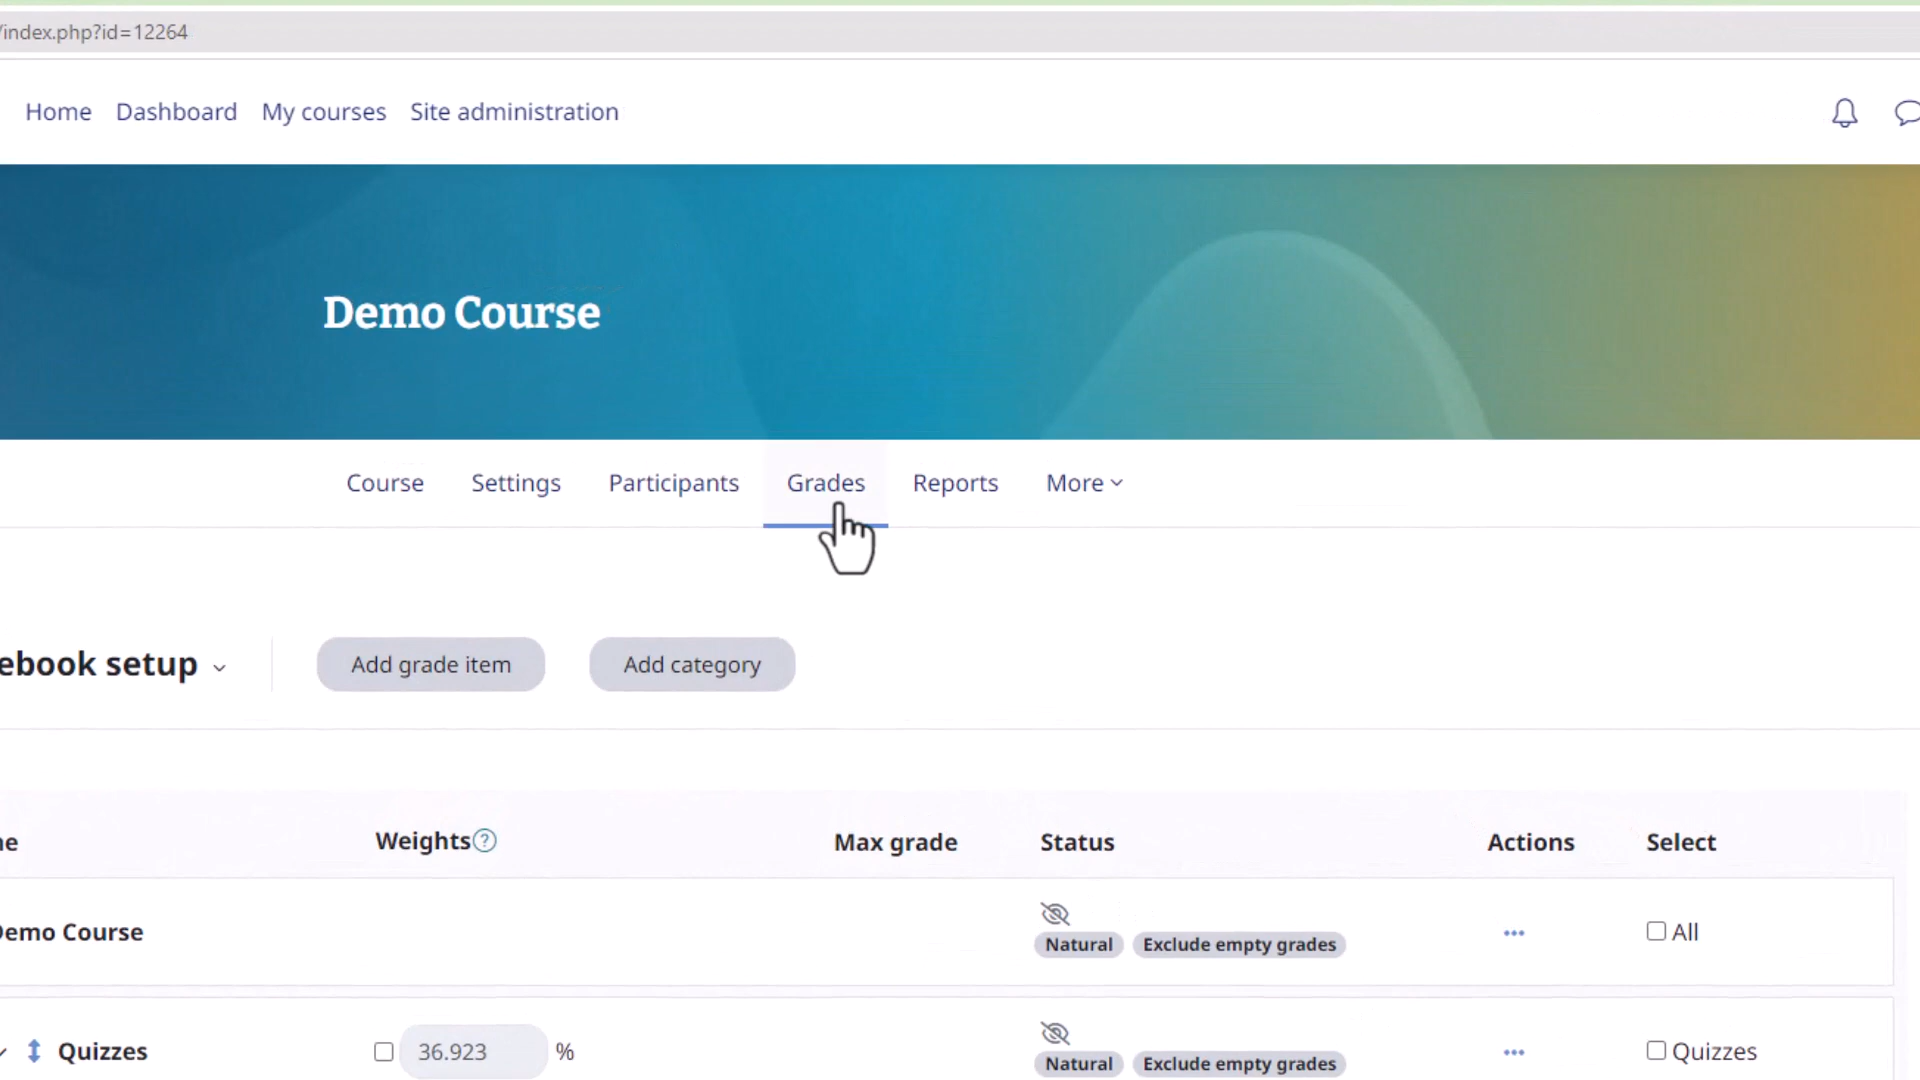 /index.php?id=12264
Home Dashboard My courses Site administration
Demo Course
Course Settings Participants Grades Reports More
ebook setup Add grade item Add category
e Weights ? Max grade Status Actions Select
Demo Course Natural Exclude empty grades ••• All
Quizzes 36.923 % Natural Exclude empty grades ••• Quizzes